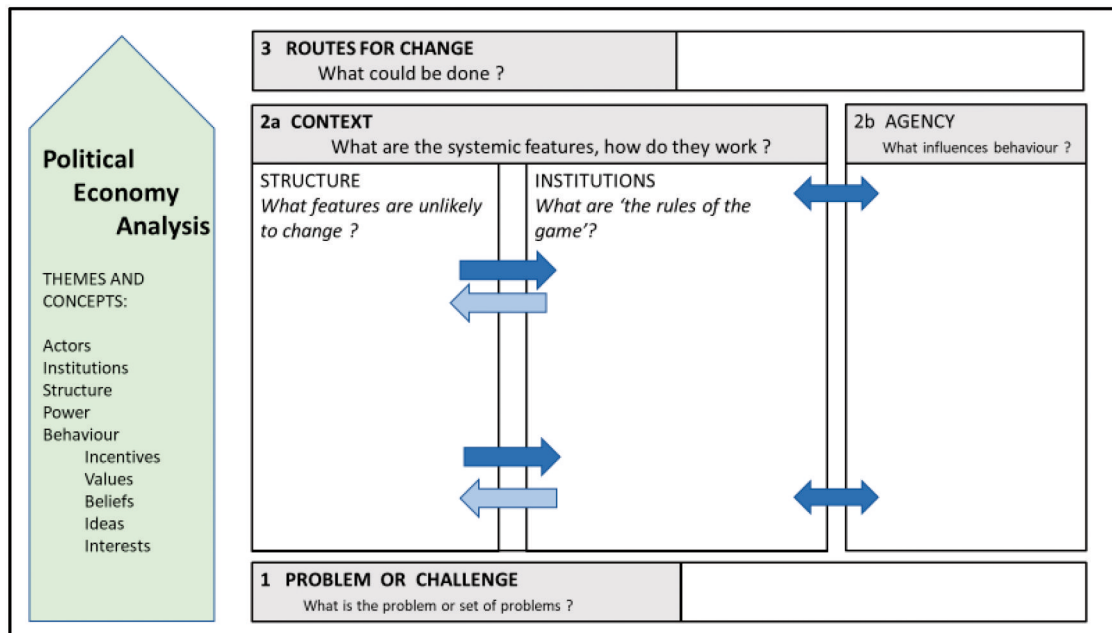 Political
Economy
Analysis
THEMES AND
CONCEPTS:
Actors
Institutions
Structure
Power
Behaviour
Incentives
Values
Beliefs
Ideas
Interests
3 ROUTES FOR CHANGE
What could be done ?
2a CONTEXT
What are the systemic features, how do they work ?
2b AGENCY
What influences behaviour ?
STRUCTURE
What features are unlikely
to change ?
INSTITUTIONS
What are ‘the rules of the
game’?
1 PROBLEM OR CHALLENGE
What is the problem or set of problems ?